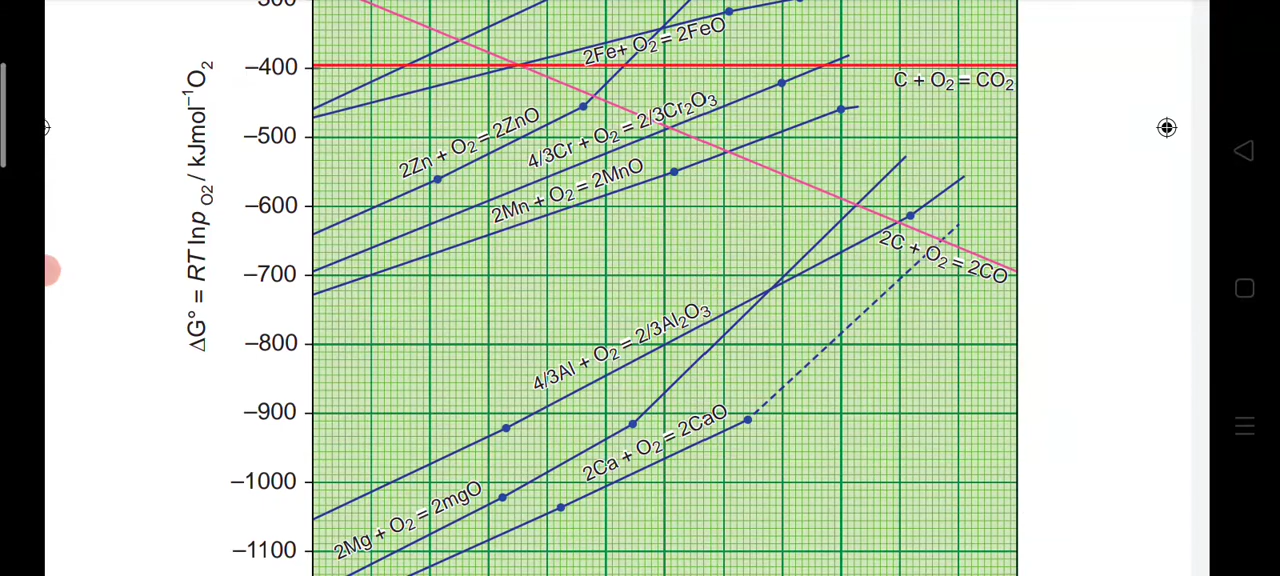 300
2Fe+ O₂ = 2FeO
−400
C + O₂ = CO₂
2Zn + O₂ = 2ZnO
4/3Cr + O₂ = 2/3Cr₂O₃
−500
2Mn + O₂ = 2MnO
−600
ΔG° = RT lnp O₂ / kJmol⁻¹O₂
2C + O₂ = 2CO
−700
4/3Al + O₂ = 2/3Al₂O₃
−800
−900
2Ca + O₂ = 2CaO
−1000
2Mg + O₂ = 2mgO
−1100